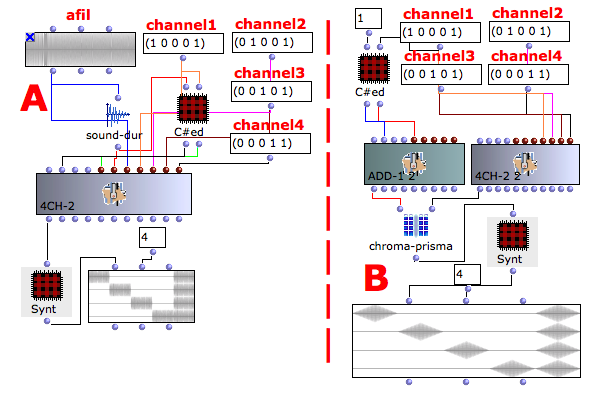 afil
channel1
(1 0 0 0 1)
channel2
(0 1 0 0 1)
channel3
(0 0 1 0 1)
channel4
(0 0 0 1 1)
A
sound-dur
C#ed
4CH-2
4
Synt
1
channel1
(1 0 0 0 1)
channel2
(0 1 0 0 1)
channel3
(0 0 1 0 1)
channel4
(0 0 0 1 1)
C#ed
ADD-1 2
4CH-2 2
chroma-prisma
Synt
B
4